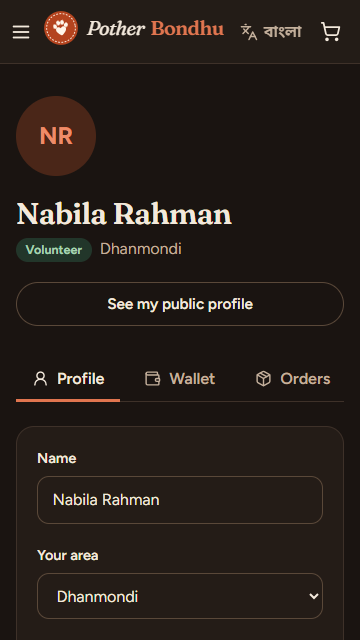 Pother Bondhu
বাংলা
NR
Nabila Rahman
Volunteer Dhanmondi
See my public profile
Profile Wallet Orders
Name
Nabila Rahman
Your area
Dhanmondi